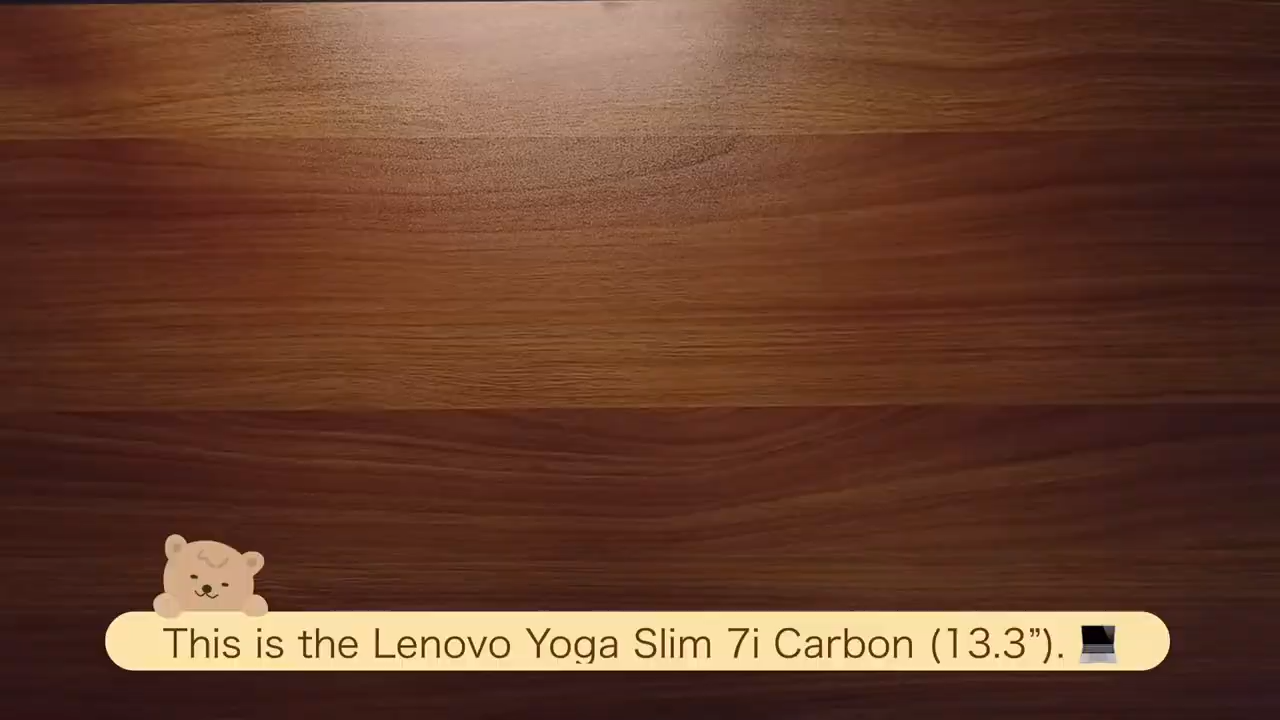 This is the Lenovo Yoga Slim 7i Carbon (13.3”). 💻